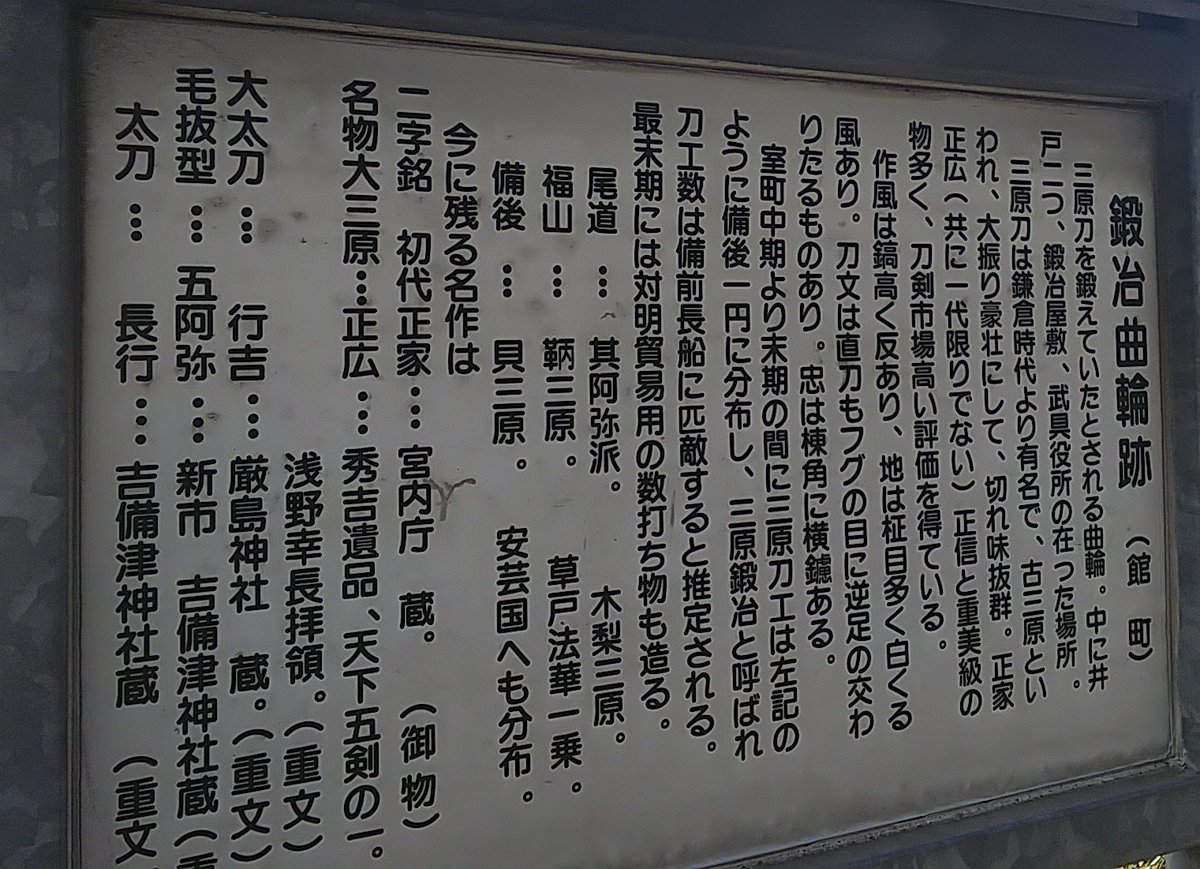 鍛冶曲輪跡 （館町）
三原刀を鍛えていたとされる曲輪。中に井
戸二つ、鍛冶屋敷、武具役所の在った場所。
三原刀は鎌倉時代より有名で、古三原とい
われ、大振り豪壮にして、切れ味抜群。正家
正広（共に一代限りでない）正信と重美級の
物多く、刀剣市場高い評価を得ている。
作風は鎬高く反あり、地は柾目多く白くる
風あり。刀文は直刀もフグの目に逆足の交わ
りたるものあり。忠は棟角に横鑢ある。
室町中期より末期の間に三原刀工は左記の
ように備後一円に分布し、三原鍛冶と呼ばれ
刀工数は備前長船に匹敵すると推定される。
最末期には対明貿易用の数打ち物も造る。
尾道 … 其阿弥派。 木梨三原。
福山 … 鞆三原。 草戸法華一乗。
備後 … 貝三原。 安芸国へも分布。
今に残る名作は
二字銘 初代正家… 宮内庁 蔵。（御物）
名物大三原…正広… 秀吉遺品、天下五剣の一。
浅野幸長拝領。（重文）
大太刀 … 行吉… 厳島神社 蔵。（重文）
毛抜型 … 五阿弥… 新市 吉備津神社蔵（重
太刀 … 長行… 吉備津神社蔵 （重文